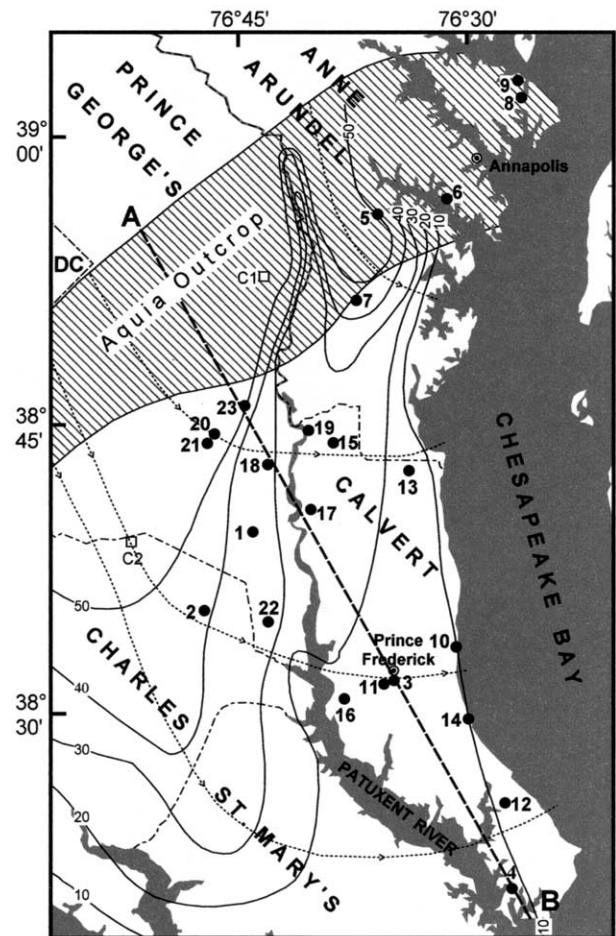 76°45'
76°30'
39°
00'
38°
45'
38°
30'
PRINCE
GEORGE'S
ANNE
ARUNDEL
50
9
8
Annapolis
6
5
40
30
20
10
A
DC
Aquia Outcrop
C1
7
23
20
21
19
15
18
13
CALVERT
CHESAPEAKE BAY
17
1
C2
50
2
22
CHARLES
Prince
Frederick
10
11
3
16
14
40
30
20
10
ST. MARY'S
PATUXENT RIVER
12
4
B
10